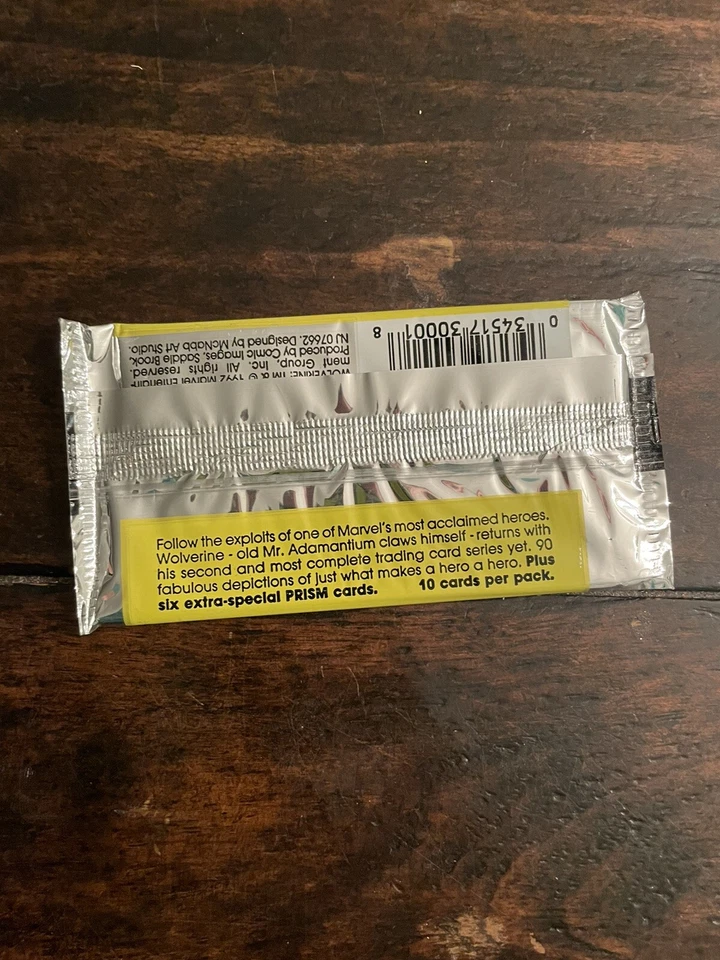 WOLVERINE: TM & © 1992 Marvel Entertain-
ment Group, Inc. All rights reserved.
Produced by Comic Images, Saddle Brook,
NJ 07662. Designed by McNabb Art Studio.
0 34517 30001 8
Follow the exploits of one of Marvel's most acclaimed heroes.
Wolverine - old Mr. Adamantium claws himself - returns with
his second and most complete trading card series yet. 90
fabulous depictions of just what makes a hero a hero. Plus
six extra-special PRISM cards. 10 cards per pack.